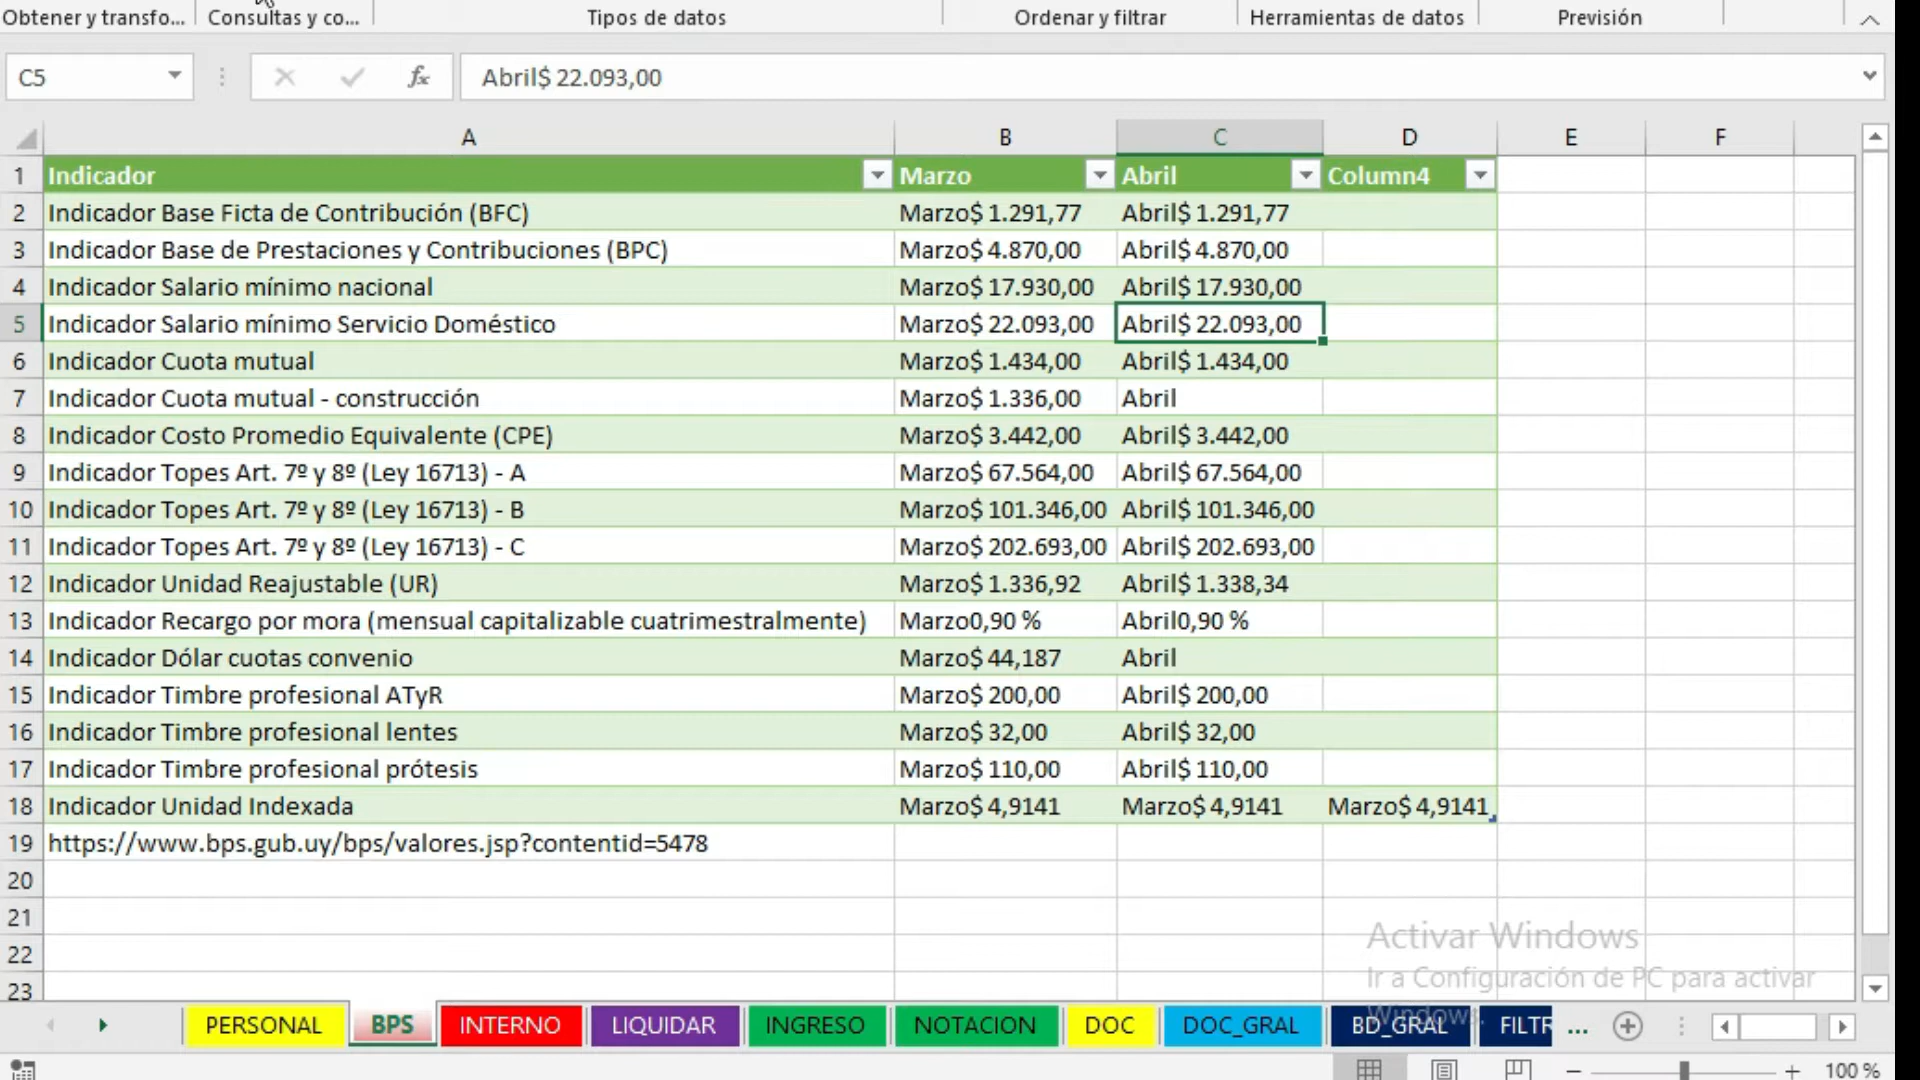 Obtener y transfo... Consultas y co... Tipos de datos Ordenar y filtrar Herramientas de datos Previsión
C5 fx Abril$ 22.093,00
A B C D E F
1 Indicador Marzo Abril Column4
2 Indicador Base Ficta de Contribución (BFC) Marzo$ 1.291,77 Abril$ 1.291,77
3 Indicador Base de Prestaciones y Contribuciones (BPC) Marzo$ 4.870,00 Abril$ 4.870,00
4 Indicador Salario mínimo nacional Marzo$ 17.930,00 Abril$ 17.930,00
5 Indicador Salario mínimo Servicio Doméstico Marzo$ 22.093,00 Abril$ 22.093,00
6 Indicador Cuota mutual Marzo$ 1.434,00 Abril$ 1.434,00
7 Indicador Cuota mutual - construcción Marzo$ 1.336,00 Abril
8 Indicador Costo Promedio Equivalente (CPE) Marzo$ 3.442,00 Abril$ 3.442,00
9 Indicador Topes Art. 7º y 8º (Ley 16713) - A Marzo$ 67.564,00 Abril$ 67.564,00
10 Indicador Topes Art. 7º y 8º (Ley 16713) - B Marzo$ 101.346,00 Abril$ 101.346,00
11 Indicador Topes Art. 7º y 8º (Ley 16713) - C Marzo$ 202.693,00 Abril$ 202.693,00
12 Indicador Unidad Reajustable (UR) Marzo$ 1.336,92 Abril$ 1.338,34
13 Indicador Recargo por mora (mensual capitalizable cuatrimestralmente) Marzo0,90 % Abril0,90 %
14 Indicador Dólar cuotas convenio Marzo$ 44,187 Abril
15 Indicador Timbre profesional ATyR Marzo$ 200,00 Abril$ 200,00
16 Indicador Timbre profesional lentes Marzo$ 32,00 Abril$ 32,00
17 Indicador Timbre profesional prótesis Marzo$ 110,00 Abril$ 110,00
18 Indicador Unidad Indexada Marzo$ 4,9141 Marzo$ 4,9141 Marzo$ 4,9141
19 https://www.bps.gub.uy/bps/valores.jsp?contentid=5478
20
21
22 Activar Windows
Ir a Configuración de PC para activar
23
Windows.
PERSONAL BPS INTERNO LIQUIDAR INGRESO NOTACION DOC DOC_GRAL BD_GRAL FILTR ...
100 %